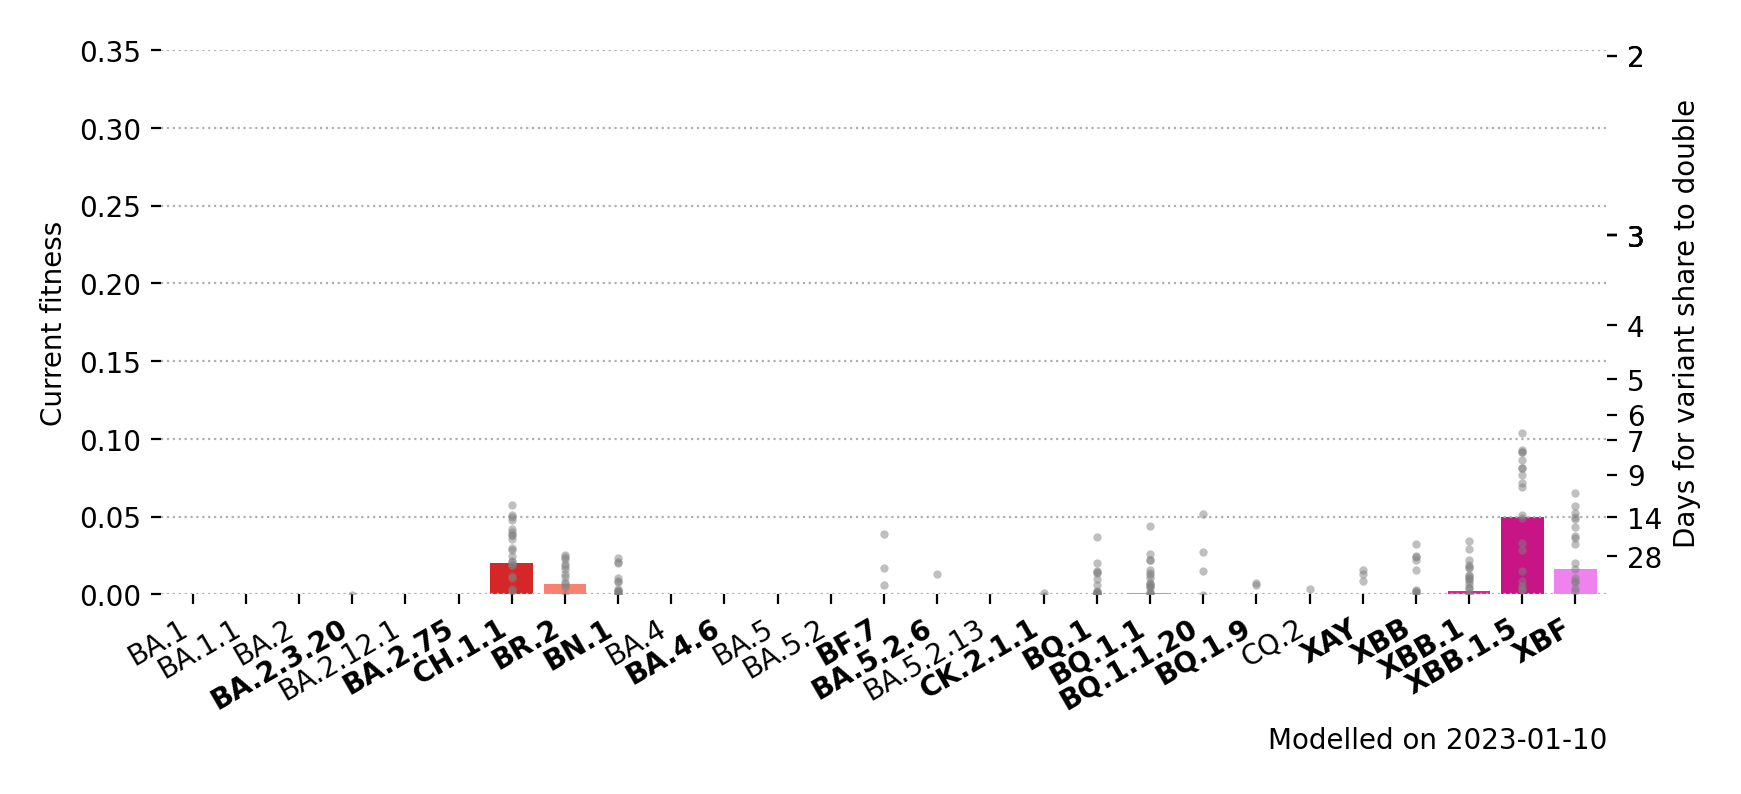 0.35
0.30
0.25
0.20
0.15
0.10
0.05
0.00
Current fitness
2
3
4
5
6
7
9
14
28
Days for variant share to double
BA.1
BA.1.1
BA.2
BA.2.3.20
BA.2.12.1
BA.2.75
CH.1.1
BR.2
BN.1
BA.4
BA.4.6
BA.5
BA.5.2
BF.7
BA.5.2.6
BA.5.2.13
CK.2.1.1
BQ.1
BQ.1.1
BQ.1.1.20
BQ.1.9
CQ.2
XAY
XBB
XBB.1
XBB.1.5
XBF
Modelled on 2023-01-10